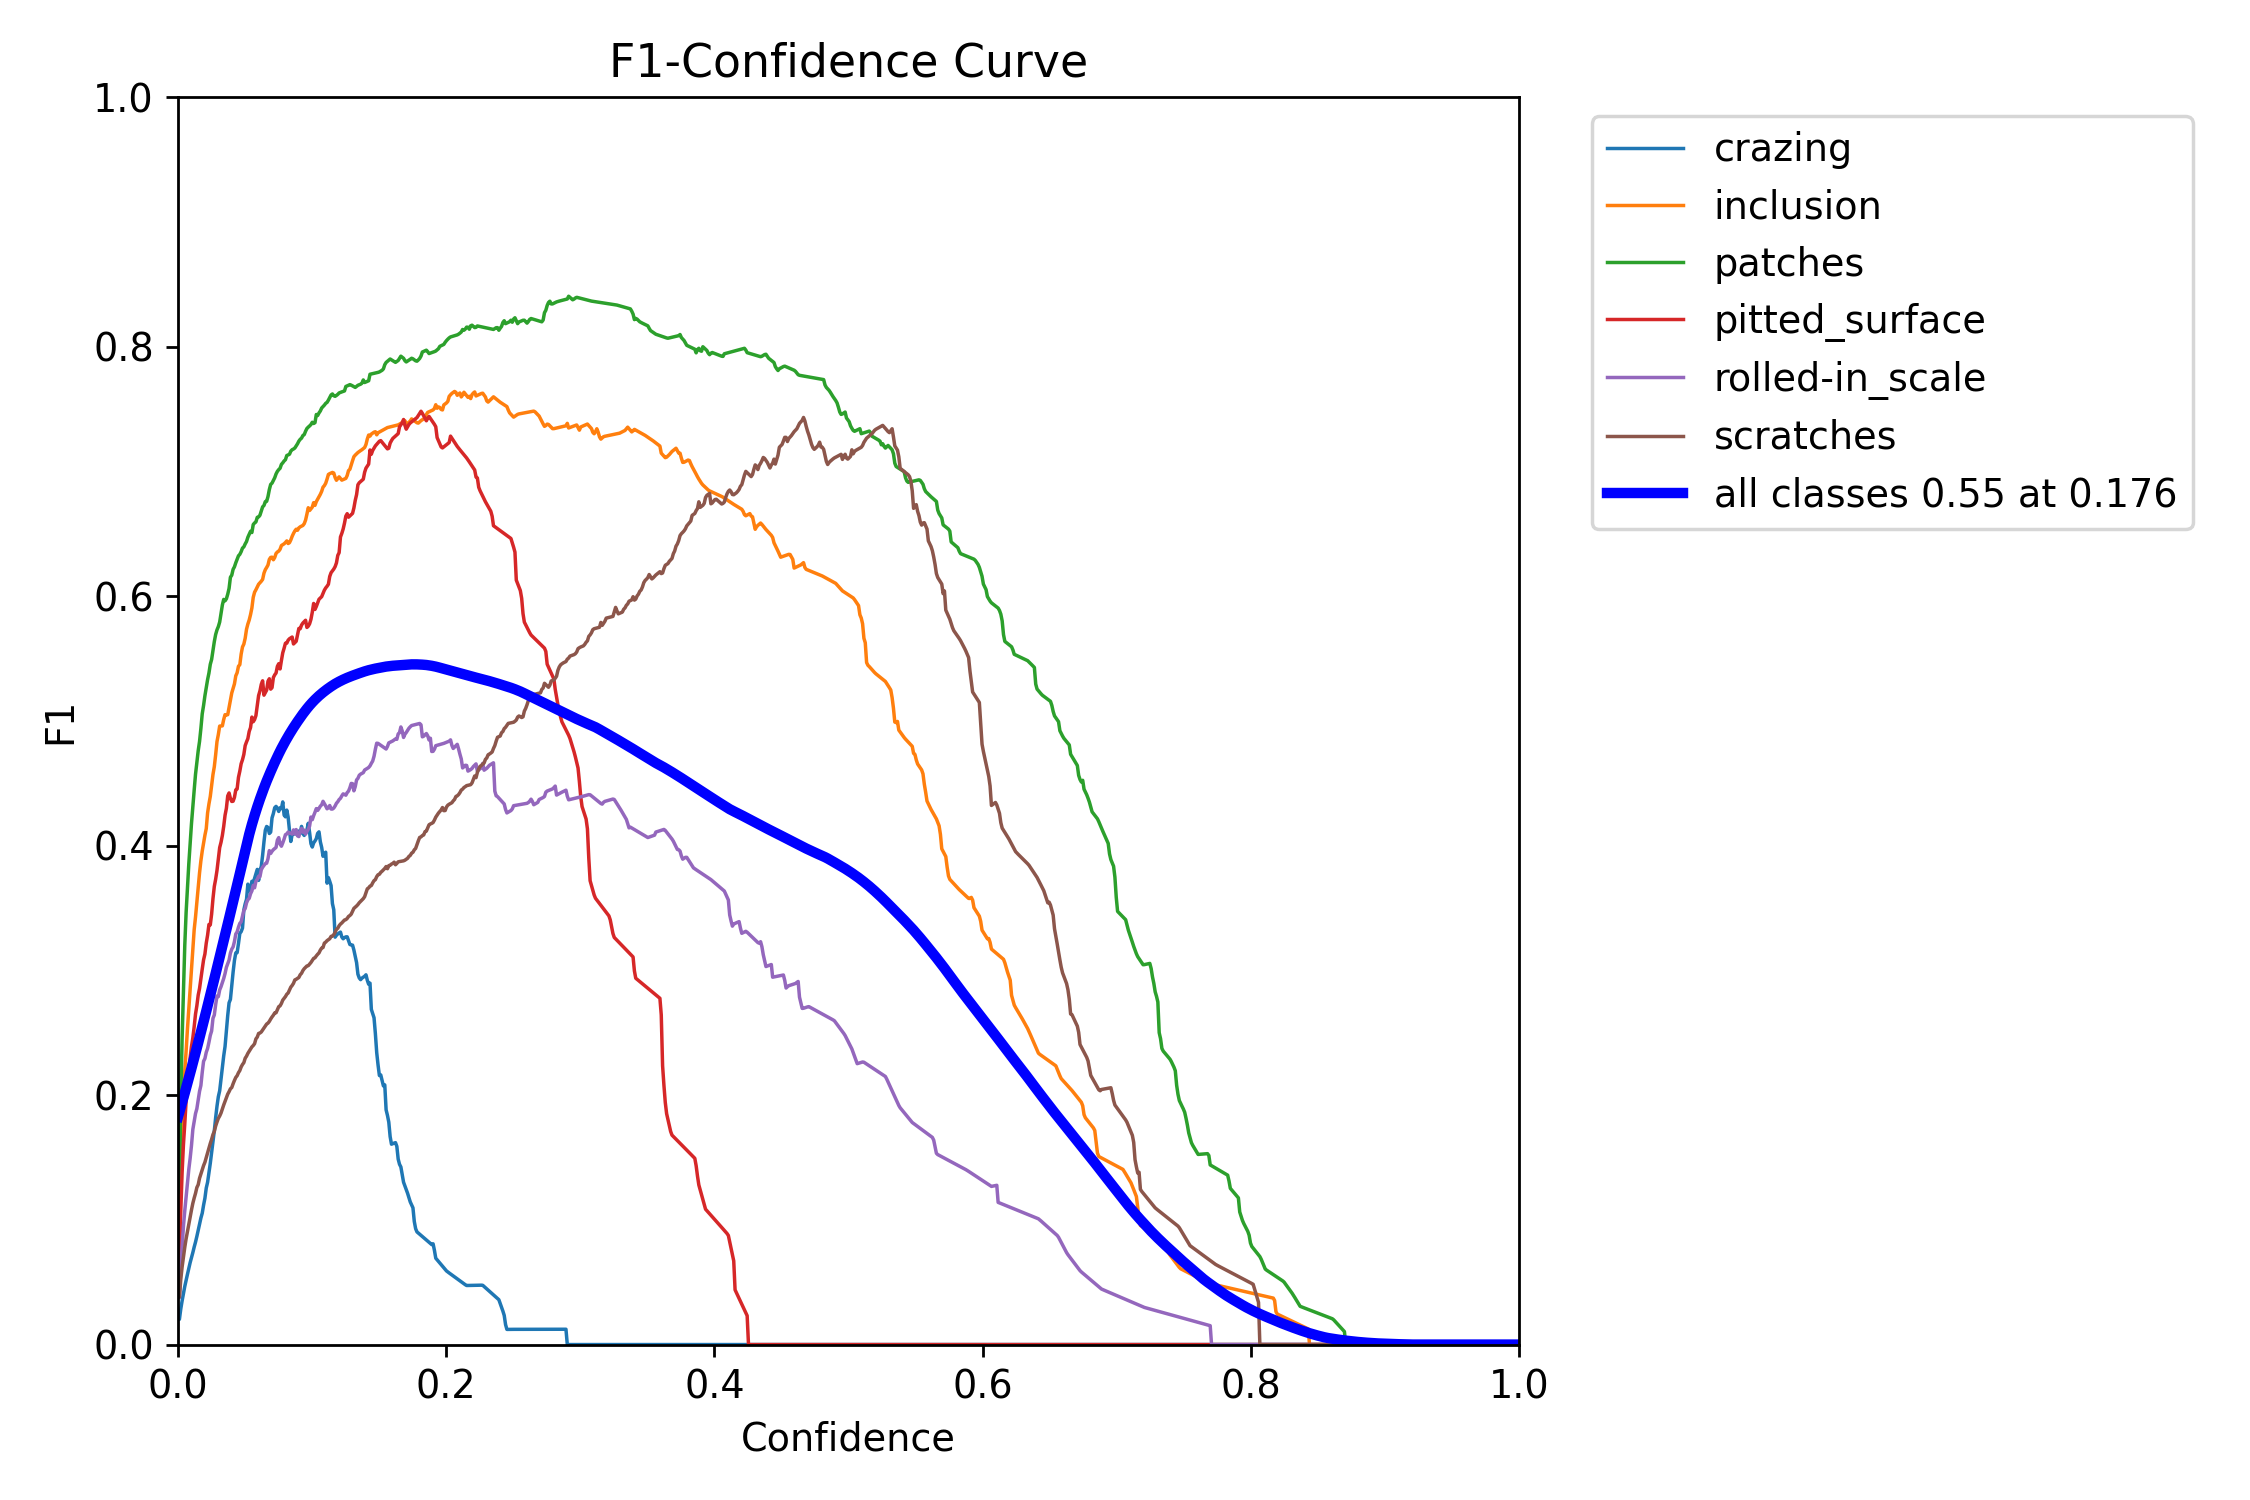 F1-Confidence Curve
1.0
0.8
0.6
0.4
0.2
0.0
F1
0.0 0.2 0.4 0.6 0.8 1.0
Confidence
crazing
inclusion
patches
pitted_surface
rolled-in_scale
scratches
all classes 0.55 at 0.176